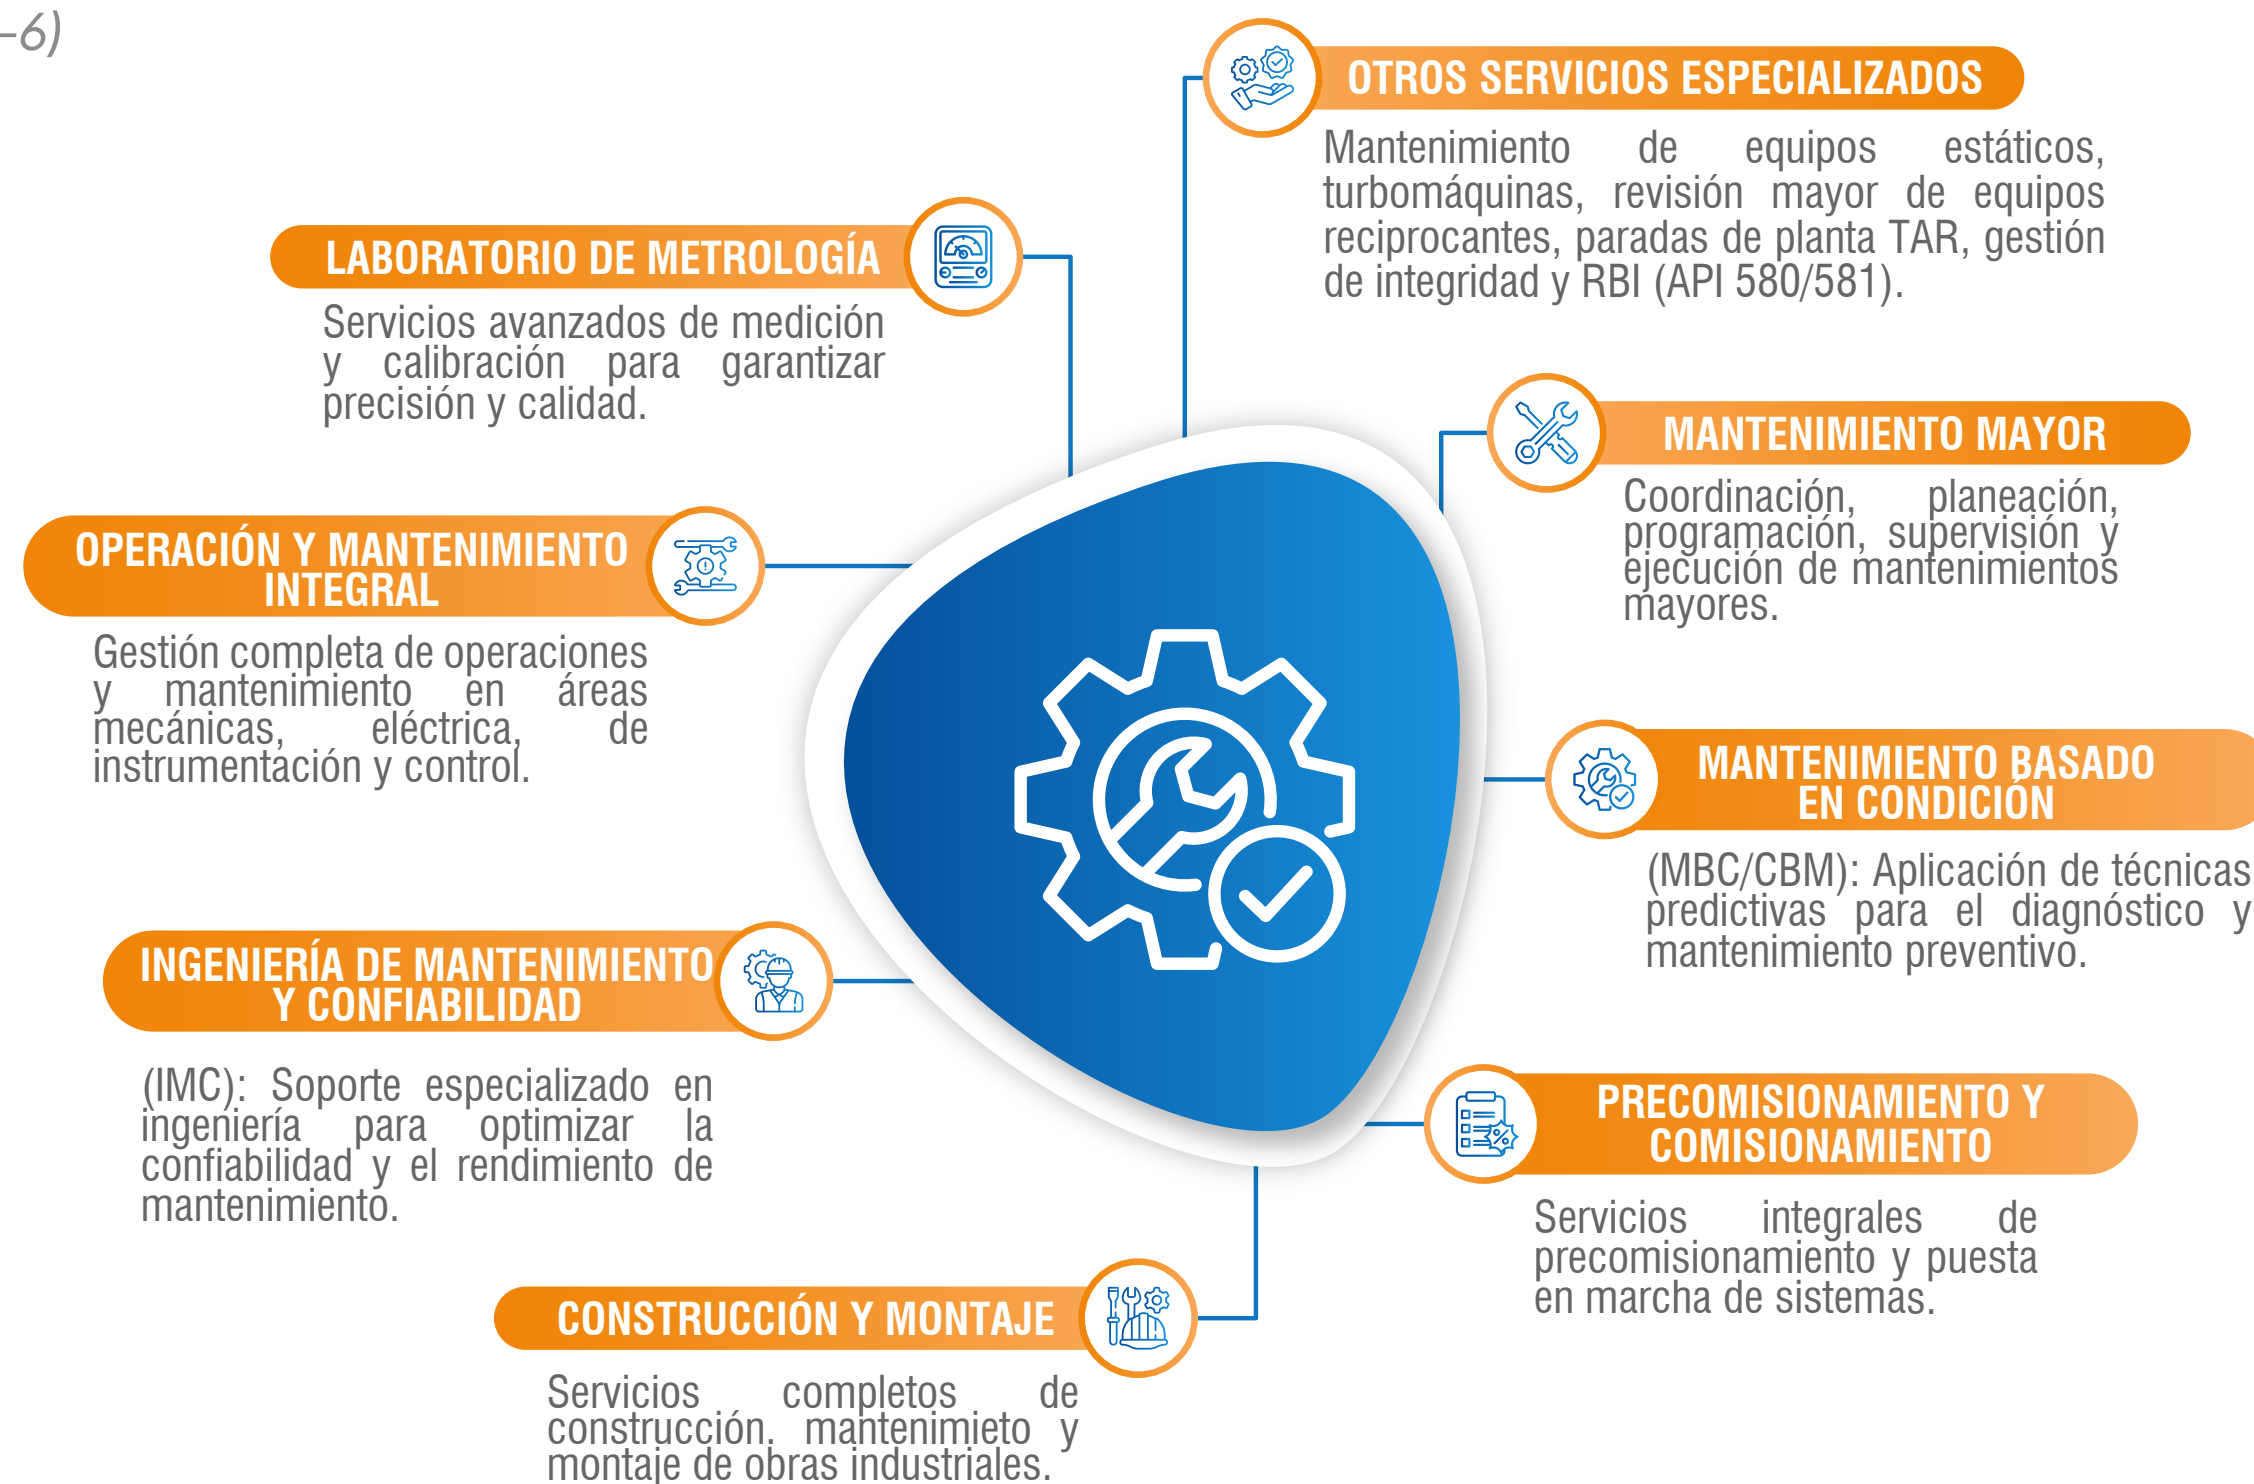 –6)
OTROS SERVICIOS ESPECIALIZADOS
Mantenimiento de equipos estáticos,
turbomáquinas, revisión mayor de equipos
reciprocantes, paradas de planta TAR, gestión
de integridad y RBI (API 580/581).
LABORATORIO DE METROLOGÍA
Servicios avanzados de medición
y calibración para garantizar
precisión y calidad.
MANTENIMIENTO MAYOR
Coordinación, planeación,
programación, supervisión y
ejecución de mantenimientos
mayores.
OPERACIÓN Y MANTENIMIENTO
INTEGRAL
Gestión completa de operaciones
y mantenimiento en áreas
mecánicas, eléctrica, de
instrumentación y control.
MANTENIMIENTO BASADO
EN CONDICIÓN
(MBC/CBM): Aplicación de técnicas
predictivas para el diagnóstico y
mantenimiento preventivo.
INGENIERÍA DE MANTENIMIENTO
Y CONFIABILIDAD
(IMC): Soporte especializado en
ingeniería para optimizar la
confiabilidad y el rendimiento de
mantenimiento.
PRECOMISIONAMIENTO Y
COMISIONAMIENTO
Servicios integrales de
precomisionamiento y puesta
en marcha de sistemas.
CONSTRUCCIÓN Y MONTAJE
Servicios completos de
construcción. mantenimieto y
montaje de obras industriales.